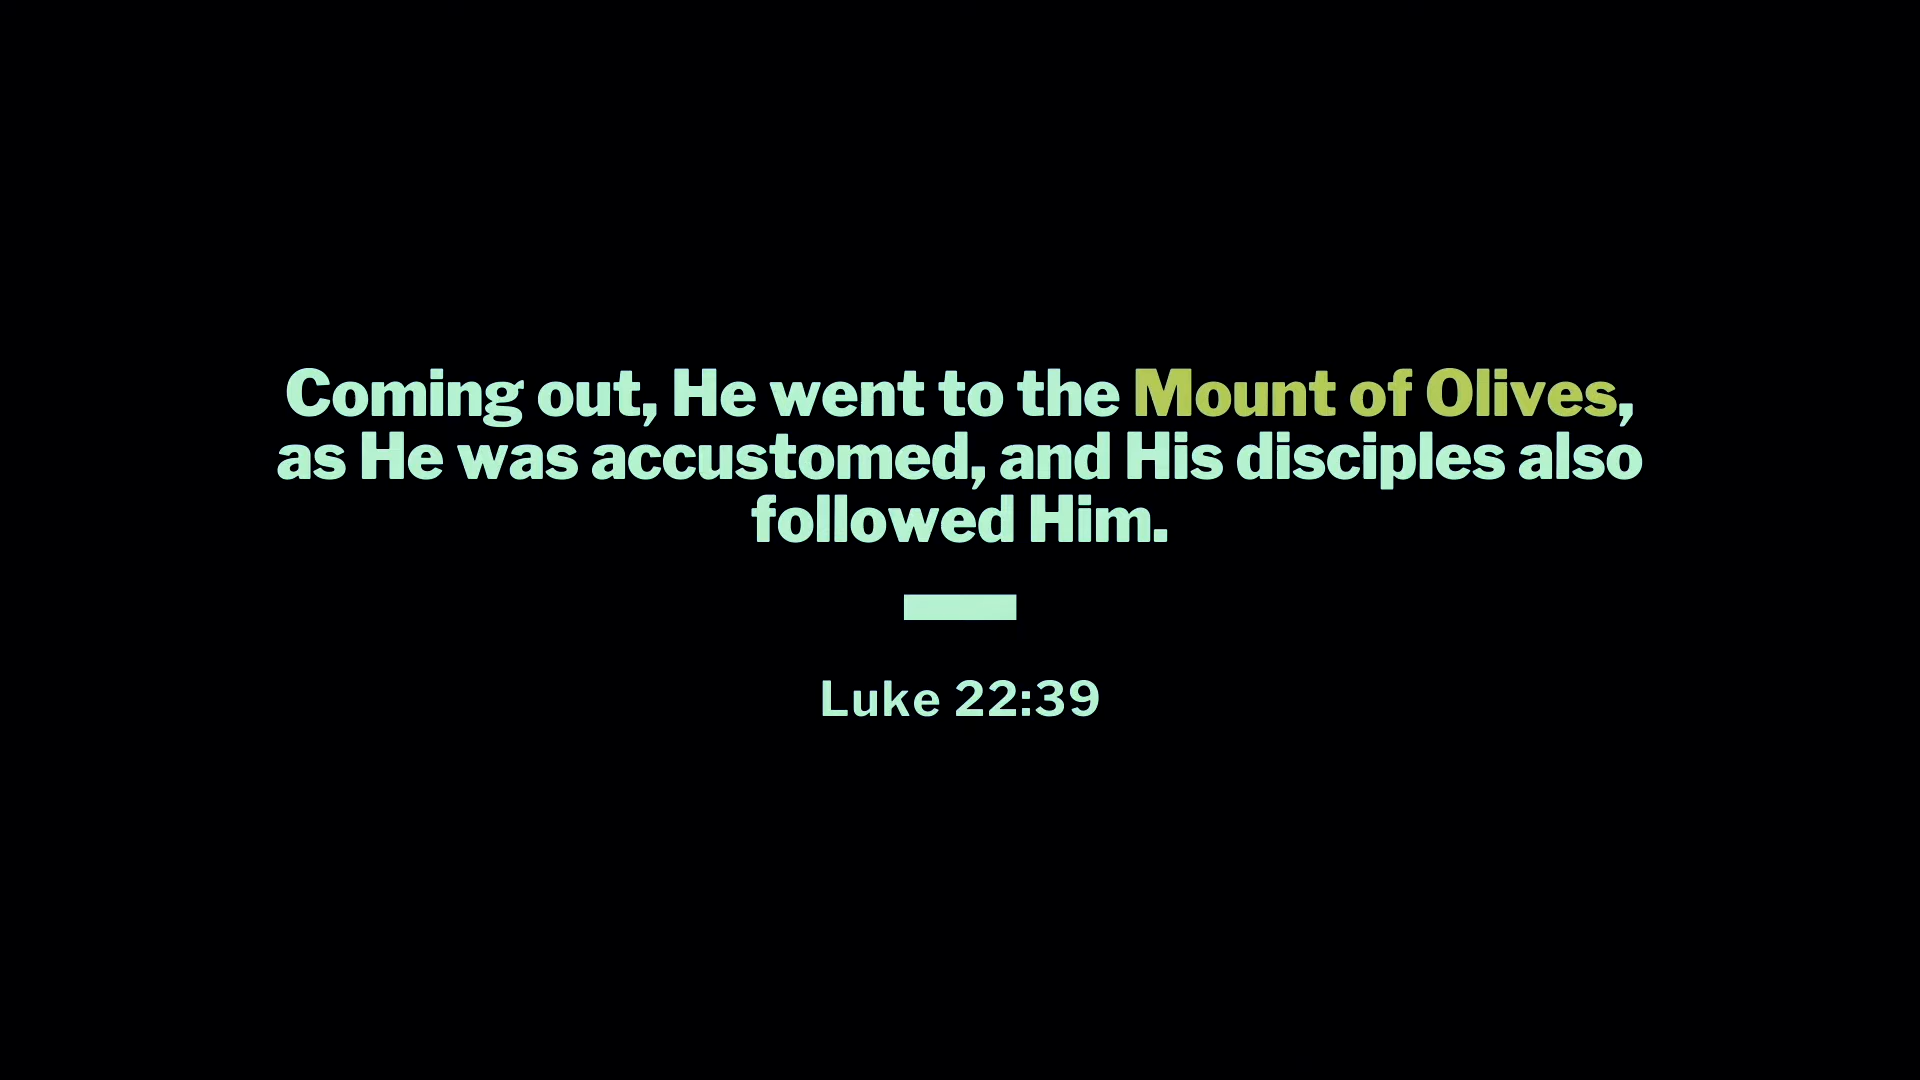 Coming out, He went to the Mount of Olives,
as He was accustomed, and His disciples also
followed Him.
Luke 22:39